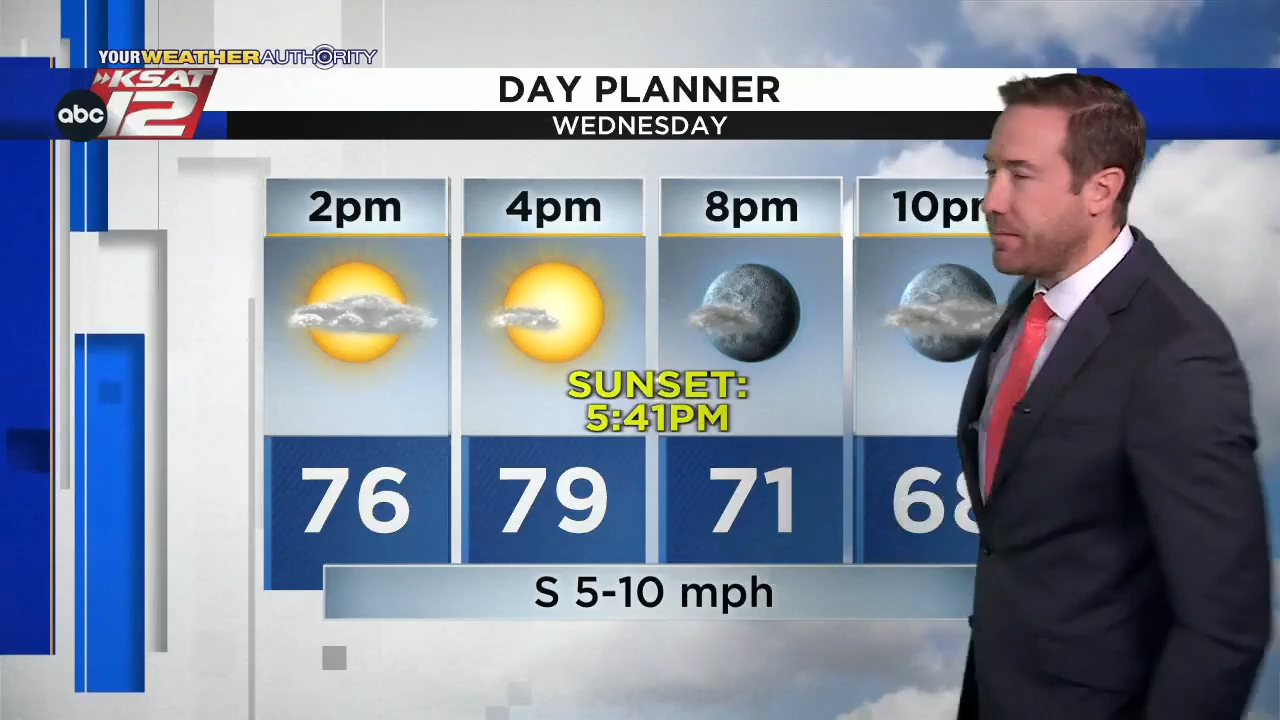 YOURWEATHERAUTHORITY
KSAT
abc 12
DAY PLANNER
WEDNESDAY
2pm 4pm 8pm
SUNSET:
5:41PM
76 79 71
S 5-10 mph